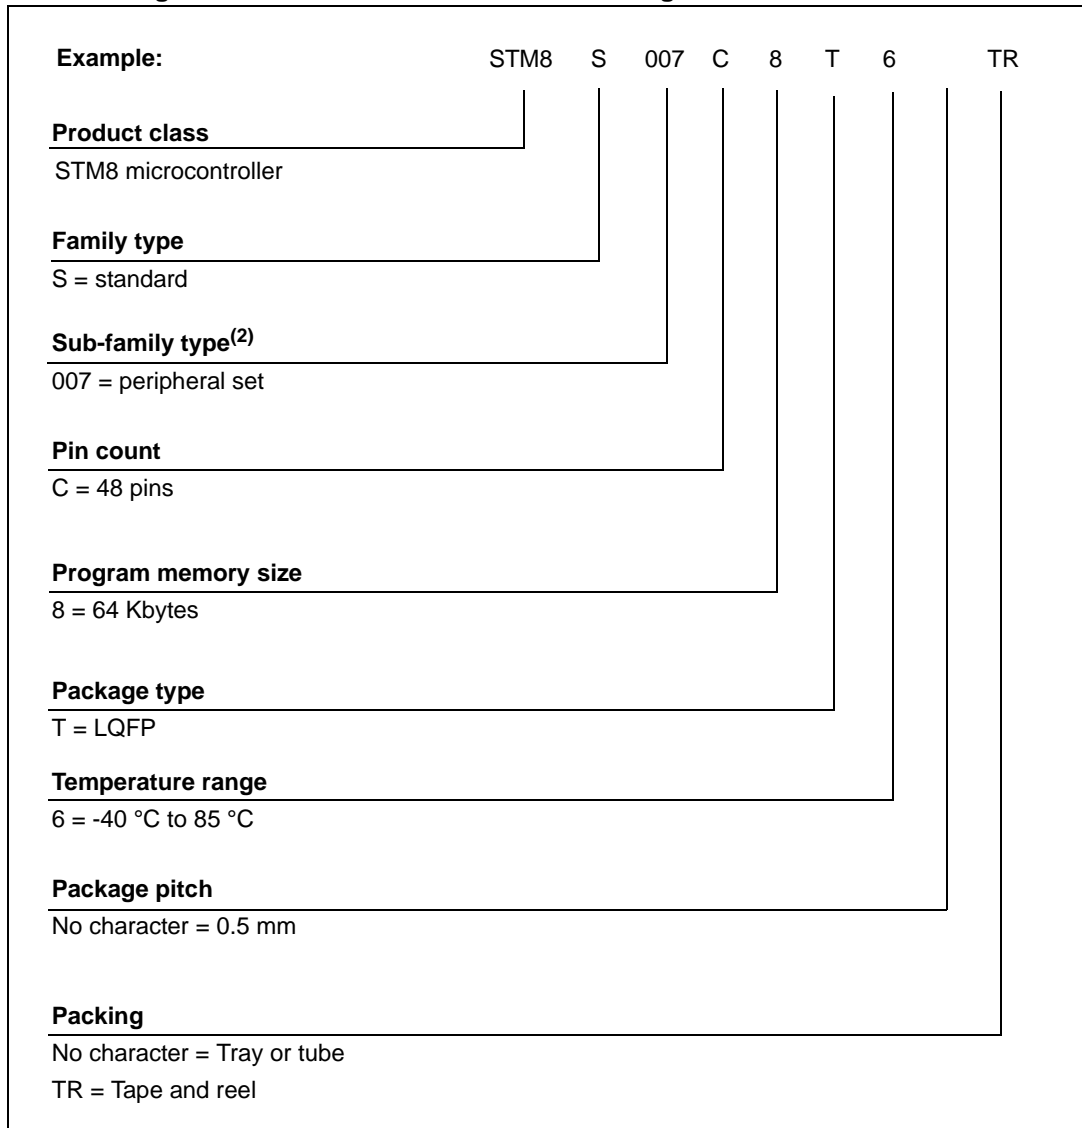 Example: STM8 S 007 C 8 T 6 TR
Product class
STM8 microcontroller
Family type
S = standard
Sub-family type(2)
007 = peripheral set
Pin count
C = 48 pins
Program memory size
8 = 64 Kbytes
Package type
T = LQFP
Temperature range
6 = -40 °C to 85 °C
Package pitch
No character = 0.5 mm
Packing
No character = Tray or tube
TR = Tape and reel